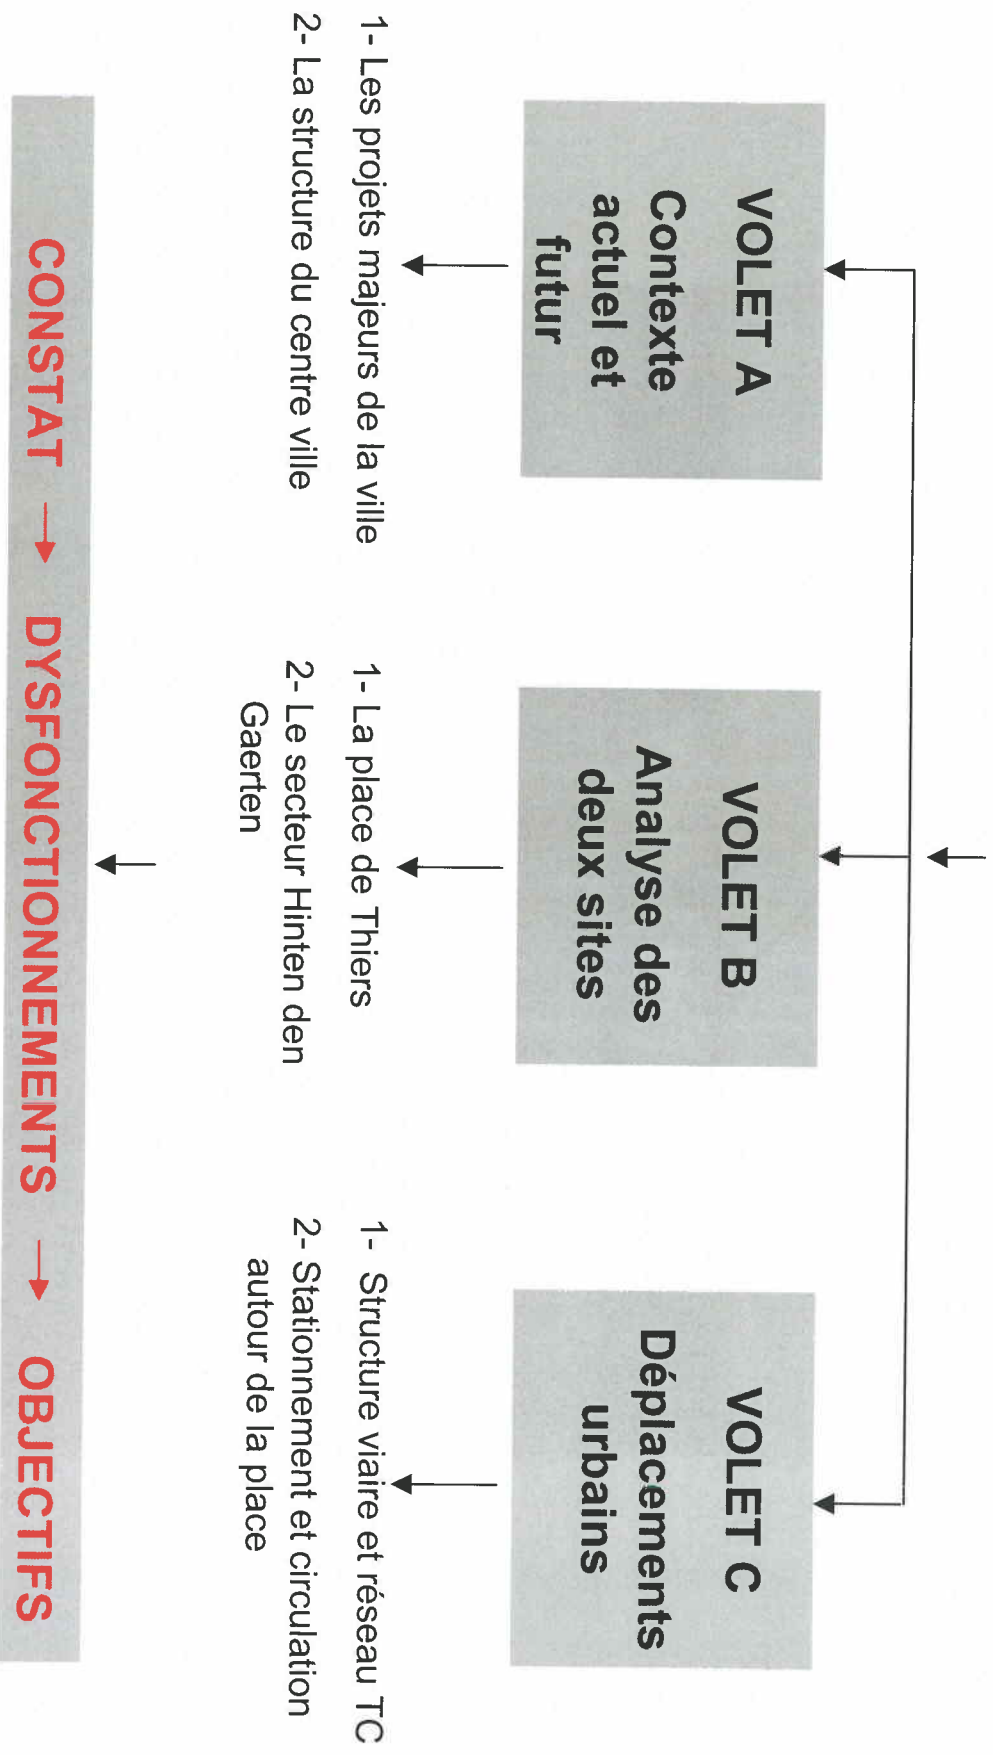 VOLET A
Contexte
actuel et
futur
1- Les projets majeurs de la ville
2- La structure du centre ville
VOLET B
Analyse des
deux sites
1- La place de Thiers
2- Le secteur Hinten den
Gaerten
VOLET C
Déplacements
urbains
1- Structure viaire et réseau TC
2- Stationnement et circulation
autour de la place
CONSTAT → DYSFONCTIONNEMENTS → OBJECTIFS